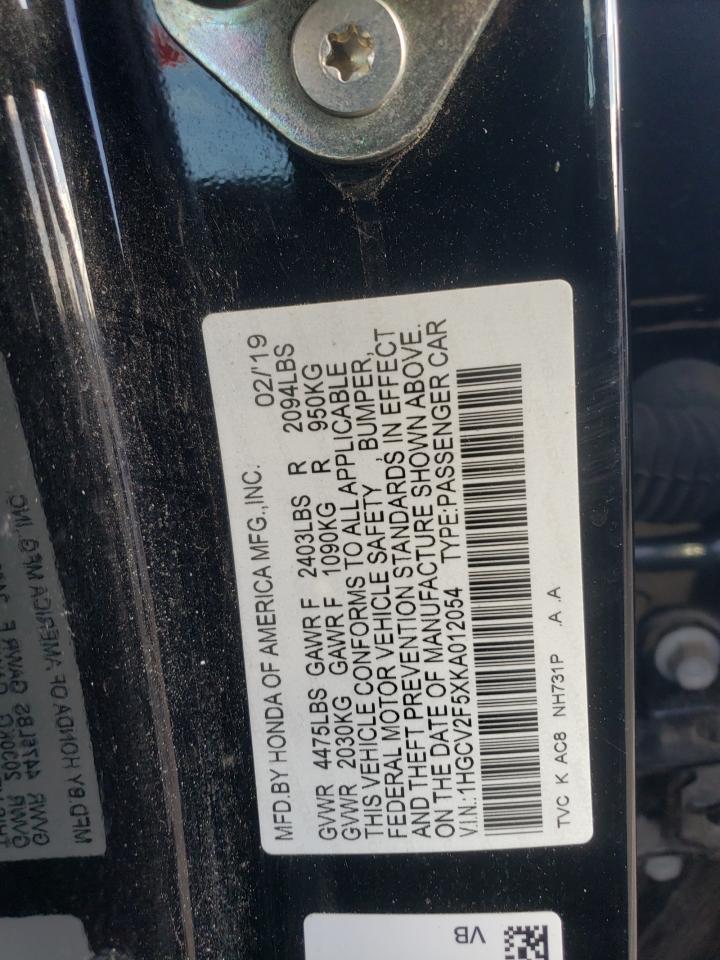 MFD.BY HONDA OF AMERICA MFG.,INC. 02/'19
GVWR 4475LBS GAWR F 2403LBS R 2094LBS
GVWR 2030KG GAWR F 1090KG R 950KG
THIS VEHICLE CONFORMS TO ALL APPLICABLE
FEDERAL MOTOR VEHICLE SAFETY , BUMPER,
AND THEFT PREVENTION STANDARDS IN EFFECT
ON THE DATE OF MANUFACTURE SHOWN ABOVE.
V.I.N.:1HGCV2F5XKA012054 TYPE:PASSENGER CAR
TVC K AC8 NH731P .A .A
VB